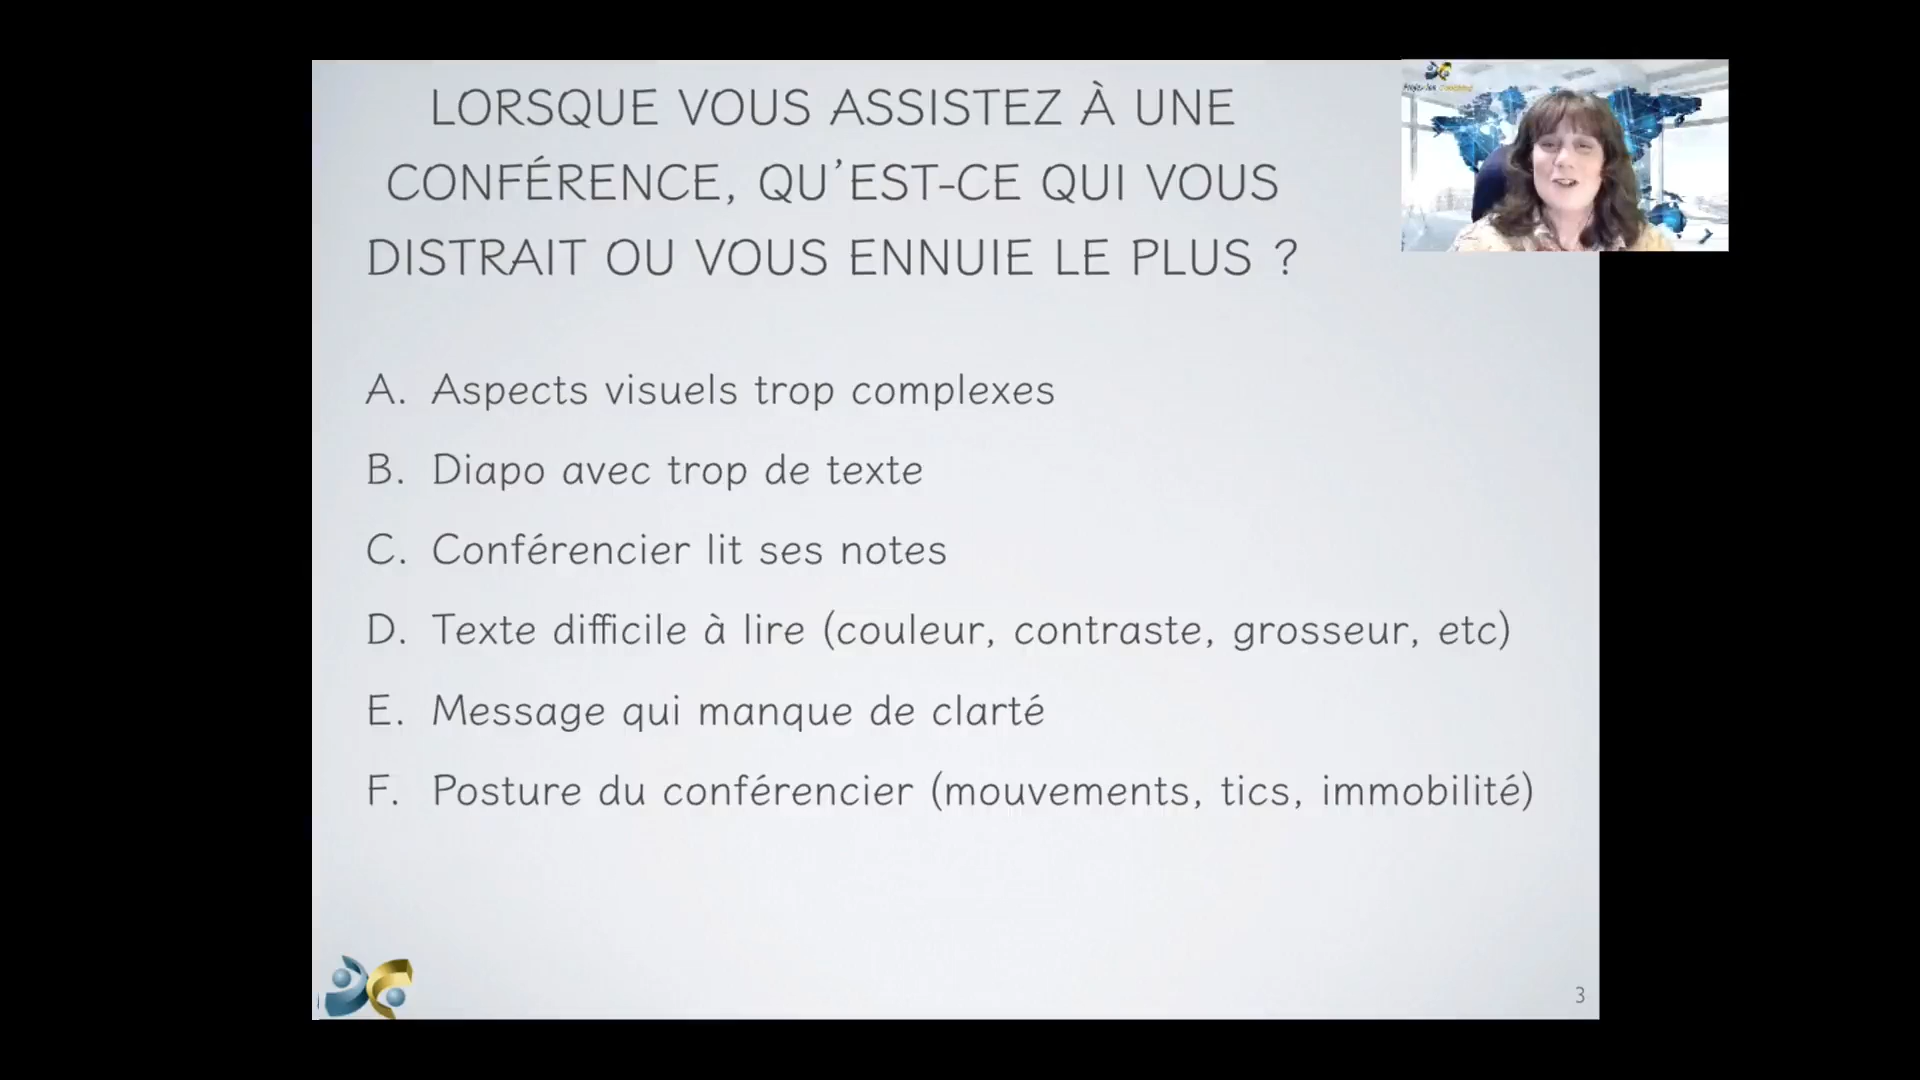 LORSQUE VOUS ASSISTEZ À UNE
CONFÉRENCE, QU'EST-CE QUI VOUS
DISTRAIT OU VOUS ENNUIE LE PLUS ?
A. Aspects visuels trop complexes
B. Diapo avec trop de texte
C. Conférencier lit ses notes
D. Texte difficile à lire (couleur, contraste, grosseur, etc)
E. Message qui manque de clarté
F. Posture du conférencier (mouvements, tics, immobilité)
3